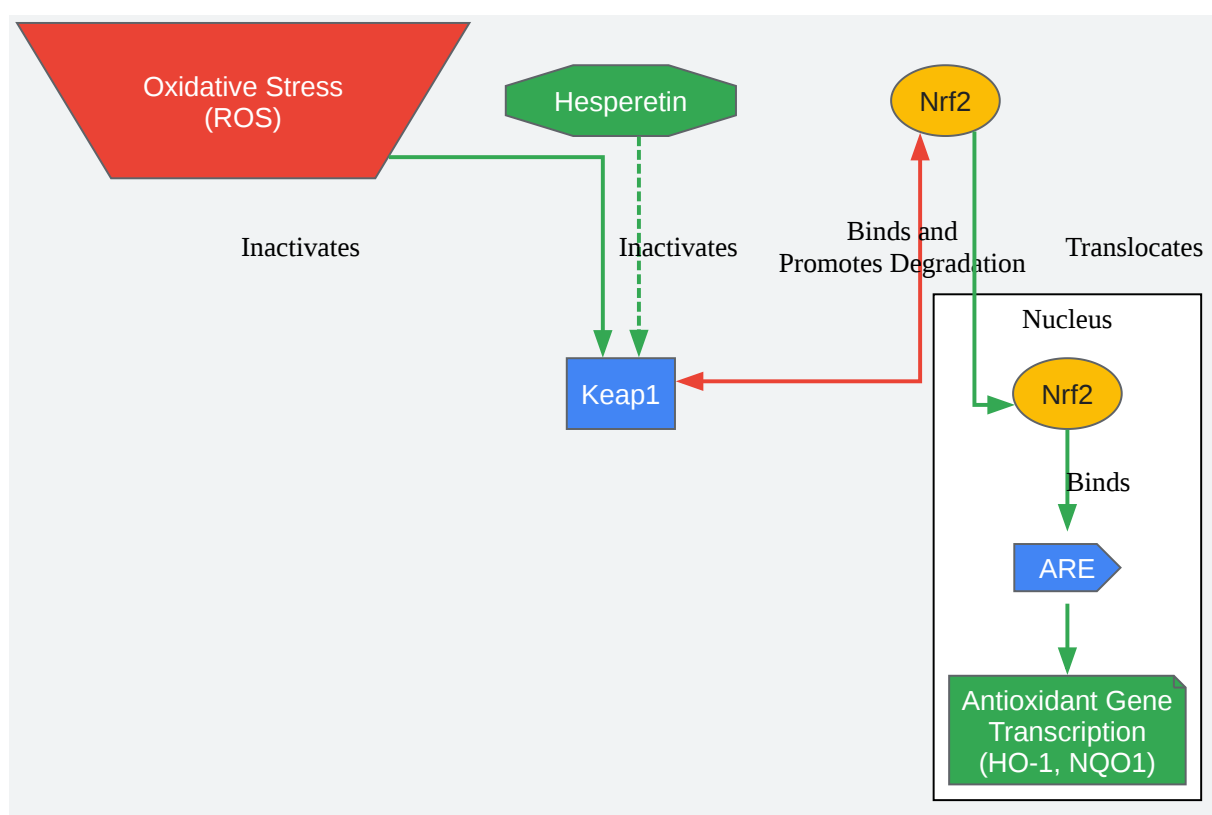 Oxidative Stress
(ROS)
Hesperetin
Nrf2
Inactivates
Inactivates
Binds and
Promotes Degradation
Translocates
Nucleus
Keap1
Nrf2
Binds
ARE
Antioxidant Gene
Transcription
(HO-1, NQO1)